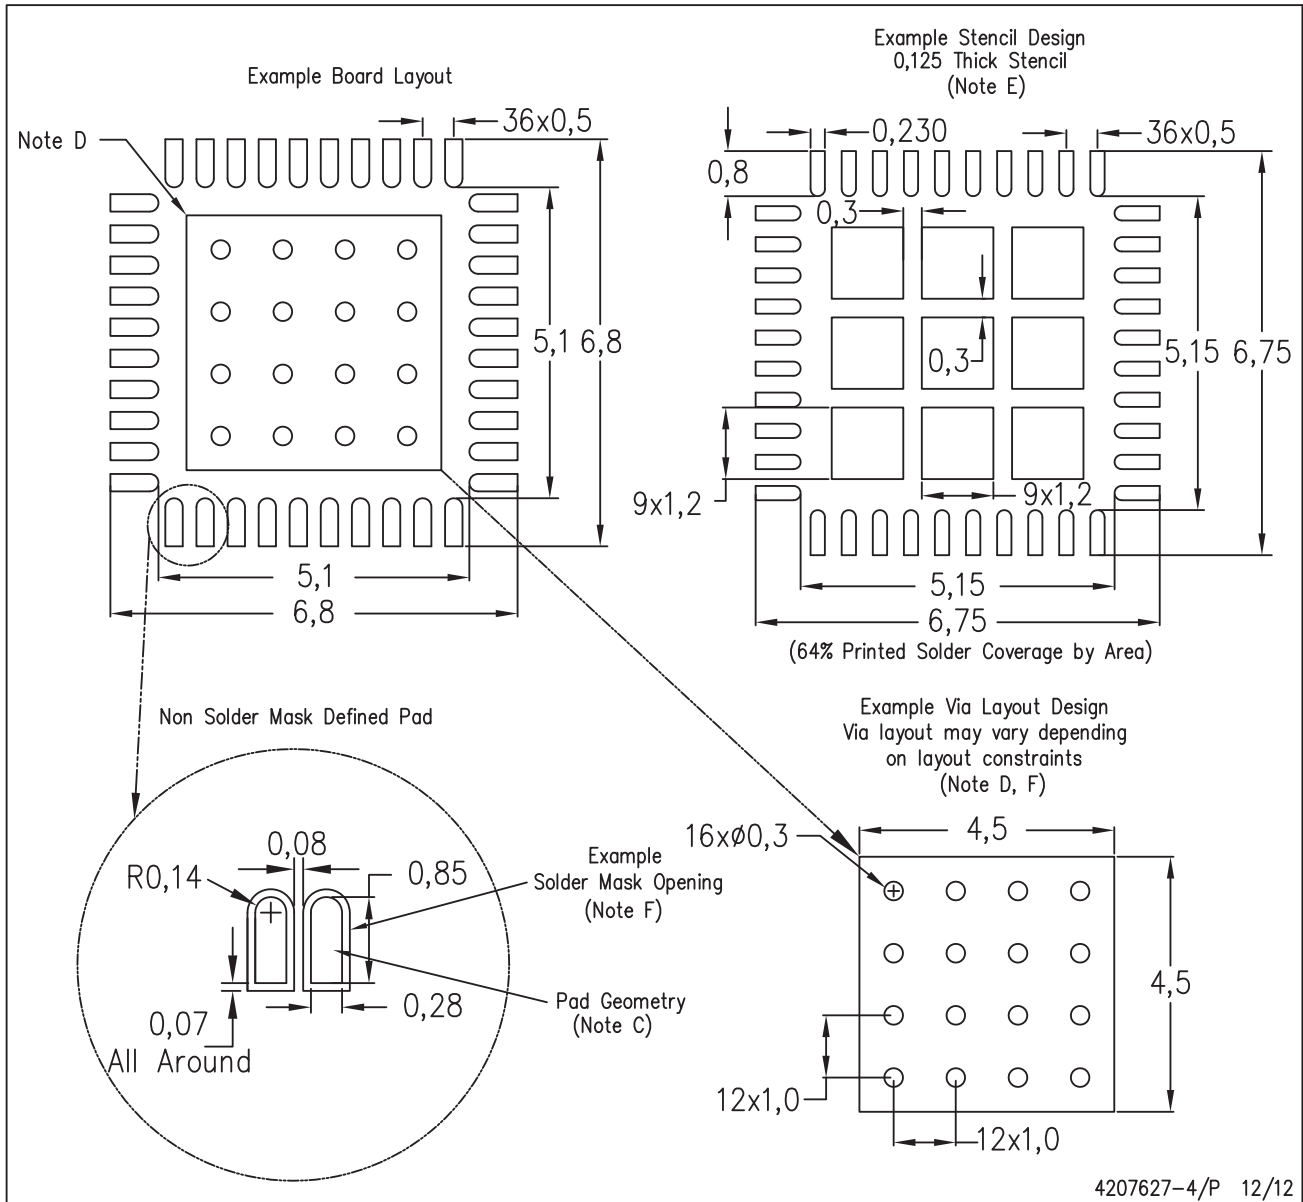 Example Board Layout
Note D
36x0,5
5,1
6,8
5,1
6,8
Example Stencil Design
0,125 Thick Stencil
(Note E)
0,230
36x0,5
0,8
0,3
0,3
5,15
6,75
9x1,2
9x1,2
5,15
6,75
(64% Printed Solder Coverage by Area)
Non Solder Mask Defined Pad
0,08
R0,14
0,85
Example
Solder Mask Opening
(Note F)
0,28
Pad Geometry
(Note C)
0,07
All Around
Example Via Layout Design
Via layout may vary depending
on layout constraints
(Note D, F)
16xø0,3
4,5
4,5
12x1,0
12x1,0
4207627-4/P 12/12